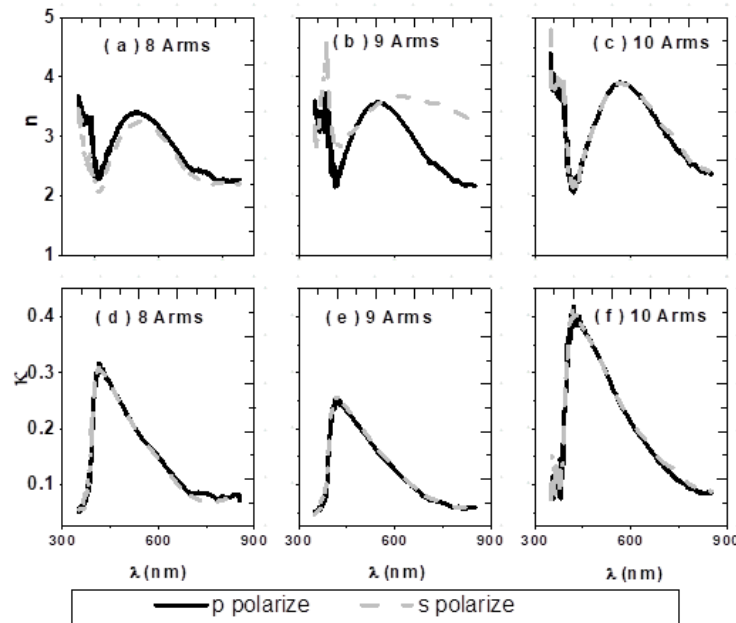 5
4
3
2
1
n
( a ) 8 Arms
( b ) 9 Arms
( c ) 10 Arms
0.4
0.3
0.2
0.1
κ
( d ) 8 Arms
( e ) 9 Arms
( f ) 10 Arms
300 600 900
300 600 900
300 600 900
λ (nm)
λ (nm)
λ (nm)
p polarize
s polarize